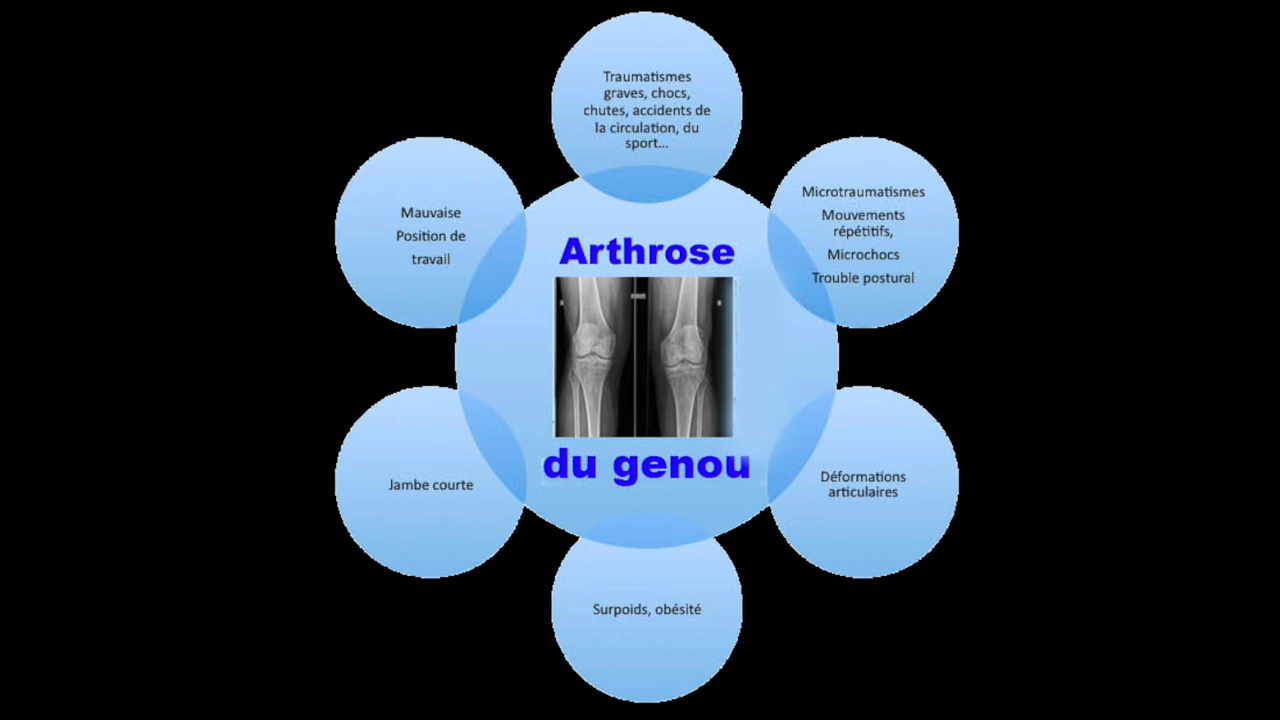 Traumatismes
graves, chocs,
chutes, accidents de
la circulation, du
sport...
Mauvaise
Position de
travail
Microtraumatismes
Mouvements
répétitifs,
Microchocs
Trouble postural
Arthrose
du genou
Jambe courte
Déformations
articulaires
Surpoids, obésité